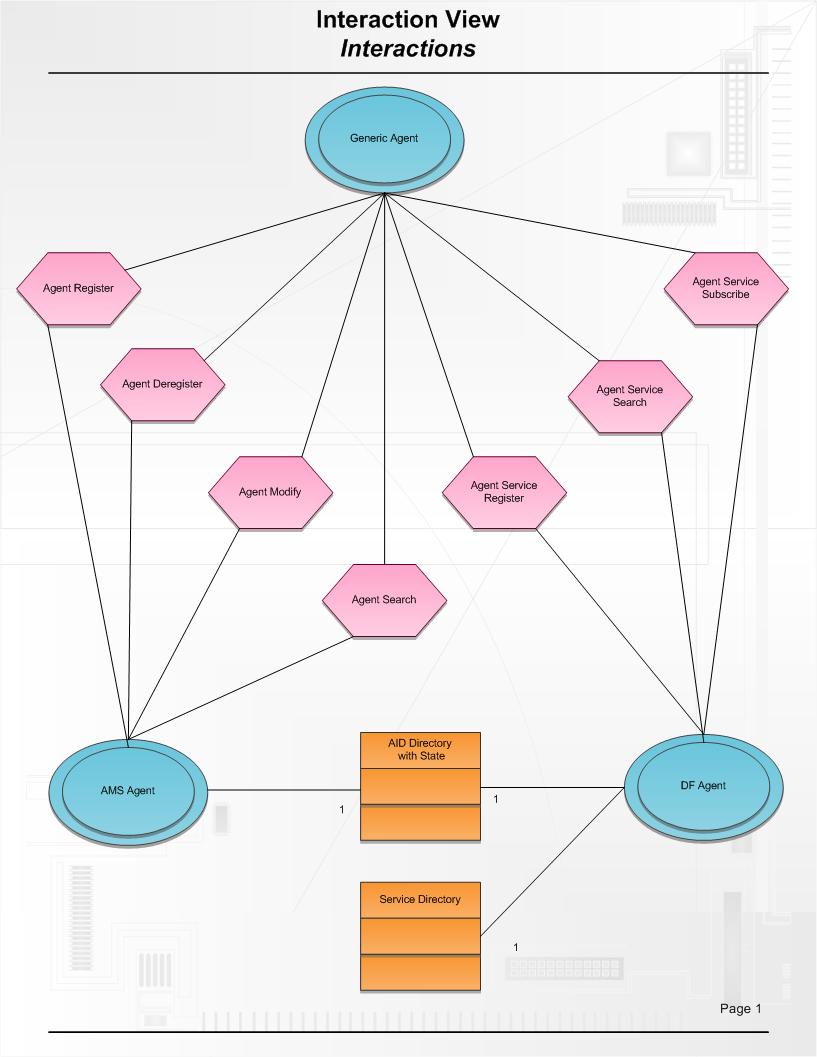 Interaction View
Interactions
Generic Agent
Agent Register
Agent Service
Subscribe
Agent Deregister
Agent Service
Search
Agent Modify
Agent Service
Register
Agent Search
AID Directory
with State
AMS Agent
DF Agent
1
1
Service Directory
1
Page 1